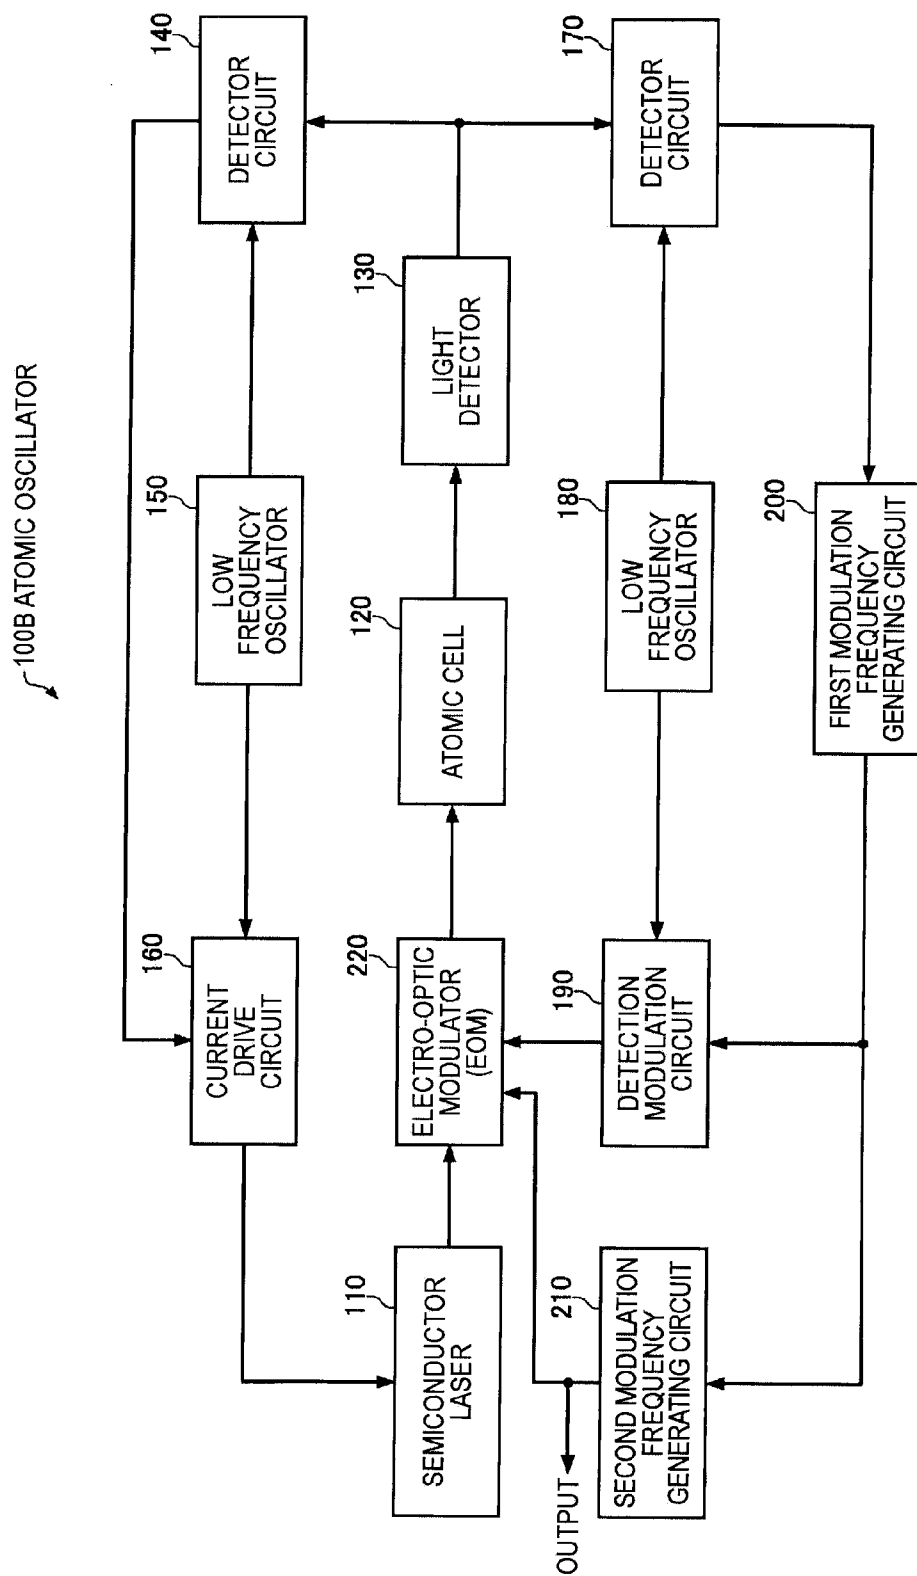 100B ATOMIC OSCILLATOR
160
CURRENT
DRIVE
CIRCUIT
150
LOW
FREQUENCY
OSCILLATOR
140
DETECTOR
CIRCUIT
110
SEMICONDUCTOR
LASER
220
ELECTRO-OPTIC
MODULATOR
(EOM)
120
ATOMIC CELL
130
LIGHT
DETECTOR
OUTPUT
210
SECOND MODULATION
FREQUENCY
GENERATING CIRCUIT
190
DETECTION
MODULATION
CIRCUIT
180
LOW
FREQUENCY
OSCILLATOR
170
DETECTOR
CIRCUIT
200
FIRST MODULATION
FREQUENCY
GENERATING CIRCUIT